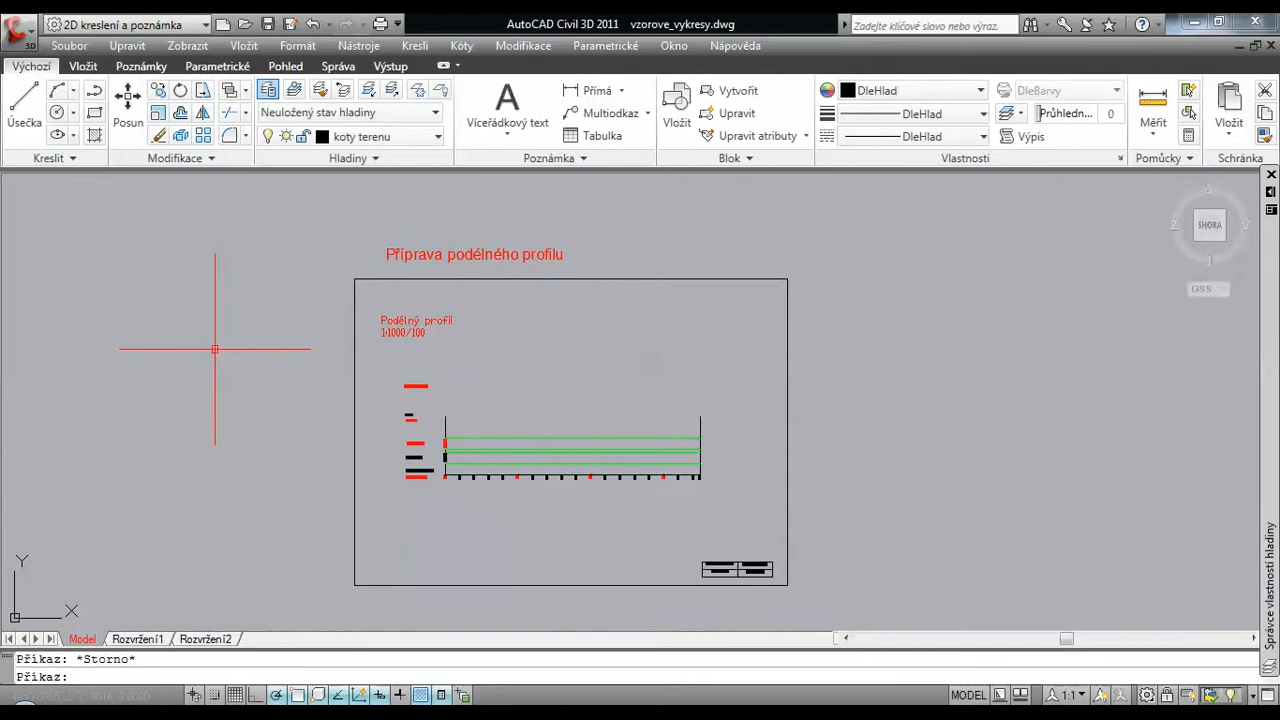 2D kreslení a poznámka
AutoCAD Civil 3D 2011 vzorove_vykresy.dwg
Zadejte klíčové slovo nebo výraz.
3D
Soubor Upravit Zobrazit Vložit Formát Nástroje Kresli Kóty Modifikace Parametrické Okno Nápověda
Výchozí Vložit Poznámky Parametrické Pohled Správa Výstup
Úsečka
Kreslit
Modifikace
Neuložený stav hladiny
koty terenu
Hladiny
Víceřádkový text
Přímá
Multiodkaz
Tabulka
Poznámka
Vložit
Vytvořit
Upravit
Upravit atributy
Blok
DleHlad
DleHlad
DleHlad
DleBarvy
Průhledn... 0
Výpis
Vlastnosti
Měřit
Pomůcky
Vložit
Schránka
SHORA
Z V
GSS
Příprava podélného profilu
Podélný profil
1:1000/100
Y
X
Správce vlastností hladiny
Model Rozvržení1 Rozvržení2
Příkaz: *Storno*
Příkaz:
MODEL
1:1